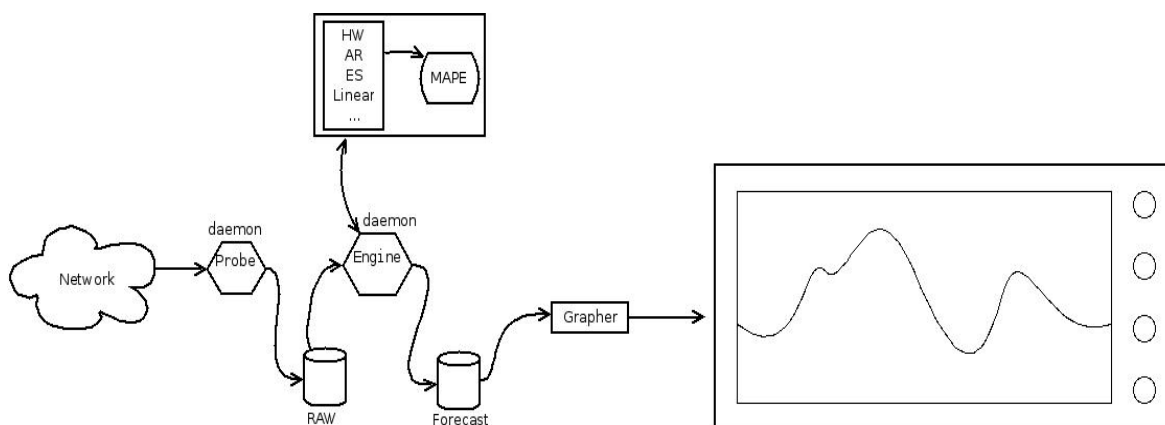 HW
AR
ES
Linear
...
MAPE
daemon
Probe
daemon
Engine
Network
Grapher
RAW
Forecast